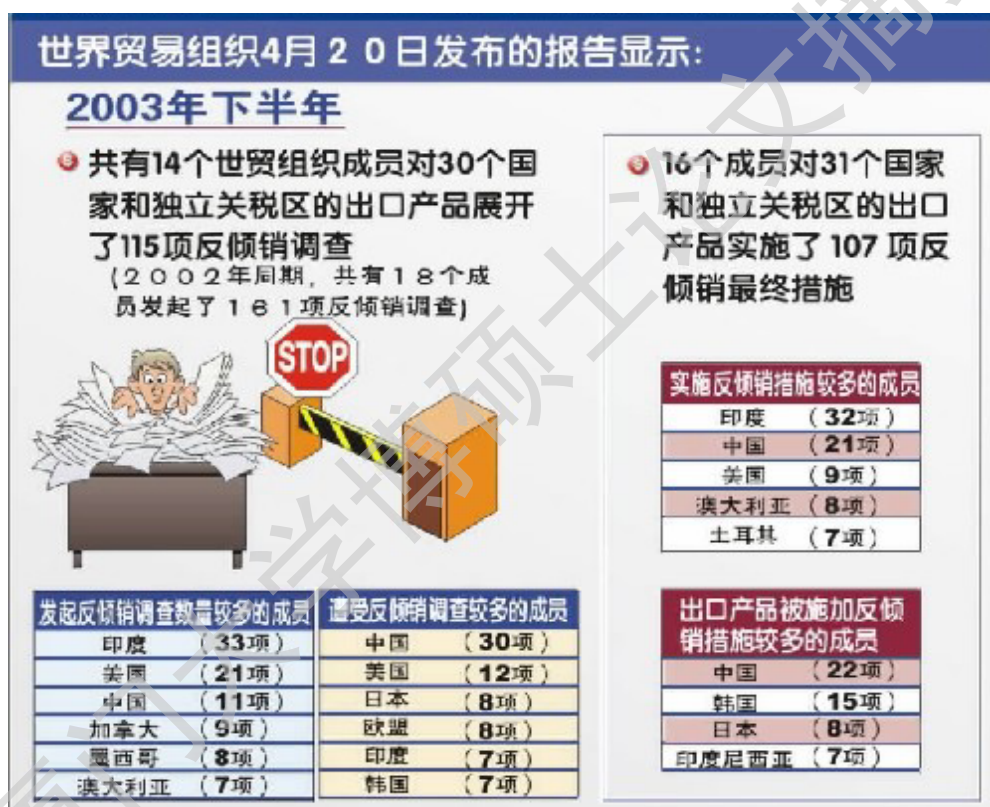 世界贸易组织4月20日发布的报告显示:
2003年下半年
共有14个世贸组织成员对30个国
家和独立关税区的出口产品展开
了115项反倾销调查
(2002年同期,共有18个成
员发起了161项反倾销调查)
STOP
16个成员对31个国家
和独立关税区的出口
产品实施了107项反
倾销最终措施
实施反倾销措施较多的成员
印度 (32项)
中国 (21项)
美国 (9项)
澳大利亚 (8项)
土耳其 (7项)
发起反倾销调查数量较多的成员
印度 (33项)
美国 (21项)
中国 (11项)
加拿大 (9项)
墨西哥 (8项)
澳大利亚 (7项)
遭受反倾销调查较多的成员
中国 (30项)
美国 (12项)
日本 (8项)
欧盟 (8项)
印度 (7项)
韩国 (7项)
出口产品被施加反倾
销措施较多的成员
中国 (22项)
韩国 (15项)
日本 (8项)
印度尼西亚 (7项)
门大学博硕士论文摘